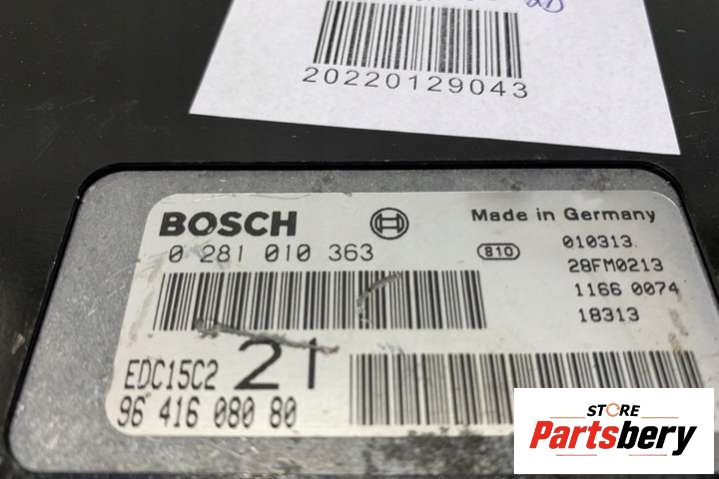 20220129043
BOSCH
Made in Germany
0 281 010 363
810
010313
28FM0213
1166 0074
18313
EDC15C2
21
96 416 080 80
STORE
Partsbery